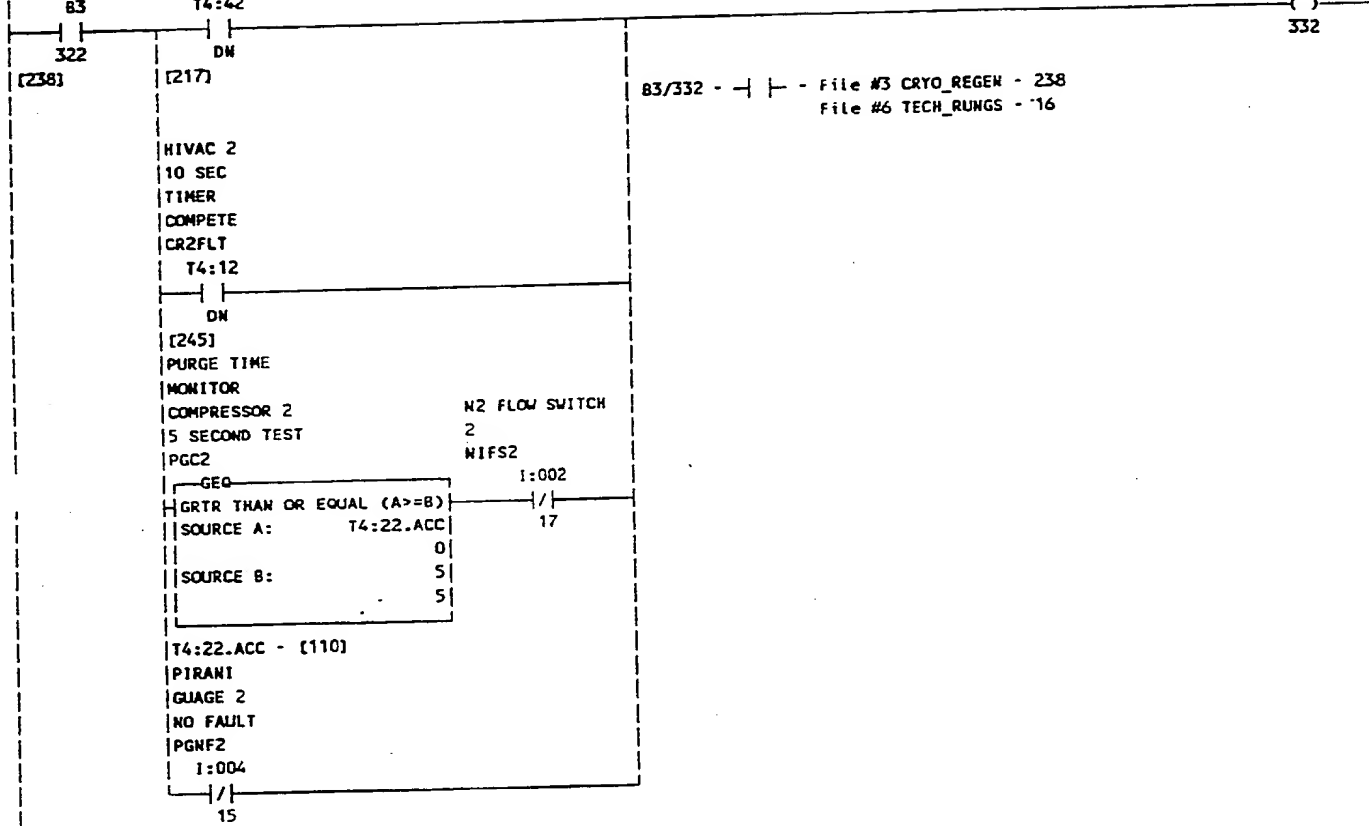 B3 T4:42
322 DN 332
[238] [217]
B3/332 - -| |- - File #3 CRYO_REGEN - 238
File #6 TECH_RUNGS - 16
HIVAC 2
10 SEC
TIMER
COMPETE
CR2FLT
T4:12
DN
[245]
PURGE TIME
MONITOR
COMPRESSOR 2
5 SECOND TEST
PGC2
N2 FLOW SWITCH
2
NIFS2
I:002
17
GEQ
GRTR THAN OR EQUAL (A>=B)
SOURCE A: T4:22.ACC
0
SOURCE B: 5
5
T4:22.ACC - [110]
PIRANI
GUAGE 2
NO FAULT
PGNF2
I:004
15